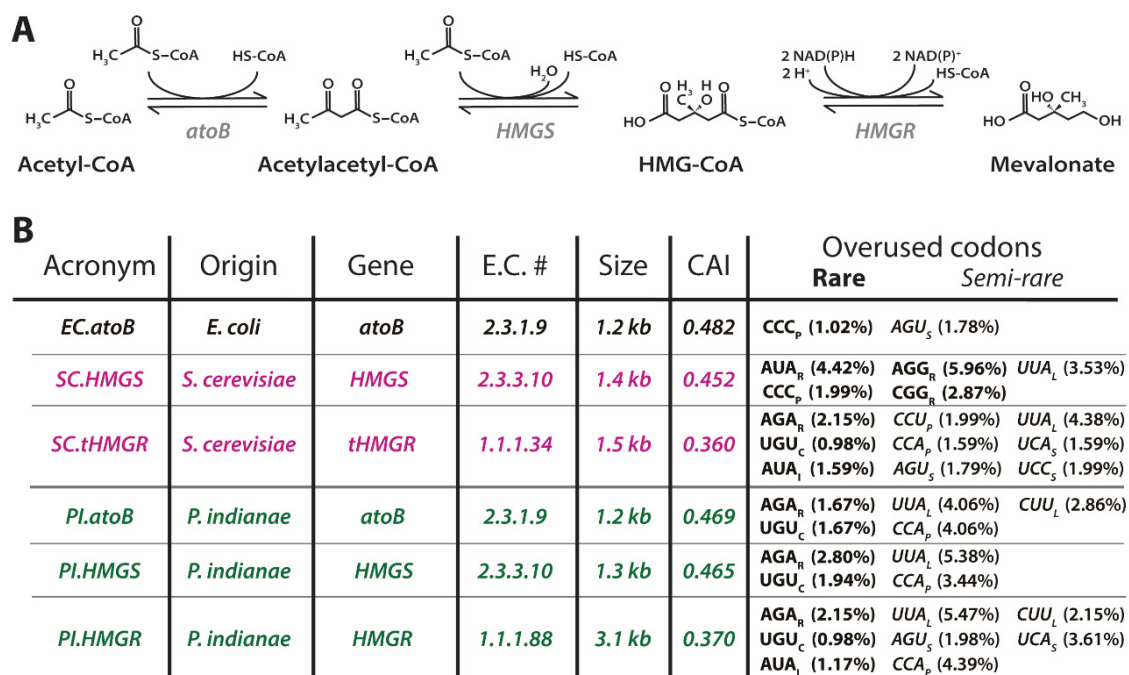 A
O
H₃C S–CoA HS-CoA
O
H₃C S–CoA H₂O HS-CoA
2 NAD(P)H 2 NAD(P)⁺
2 H⁺ HS-CoA
O
H₃C S–CoA
atoB
O O
H₃C S–CoA
HMGS
O H₃C O H O
HO S–CoA
HMGR
O HO CH₃
HO OH
Acetyl-CoA Acetylacetyl-CoA HMG-CoA Mevalonate
B
Acronym Origin Gene E.C. # Size CAI Overused codons
Rare Semi-rare
EC.atoB E. coli atoB 2.3.1.9 1.2 kb 0.482 CCCP (1.02%) AGUS (1.78%)
SC.HMGS S. cerevisiae HMGS 2.3.3.10 1.4 kb 0.452 AUAR (4.42%) AGGR (5.96%) UUAL (3.53%)
CCCP (1.99%) CGGR (2.87%)
SC.tHMGR S. cerevisiae tHMGR 1.1.1.34 1.5 kb 0.360 AGAR (2.15%) CCUP (1.99%) UUAL (4.38%)
UGUC (0.98%) CCAP (1.59%) UCAS (1.59%)
AUAI (1.59%) AGUS (1.79%) UCCS (1.99%)
PI.atoB P. indianae atoB 2.3.1.9 1.2 kb 0.469 AGAR (1.67%) UUAL (4.06%) CUUL (2.86%)
UGUC (1.67%) CCAP (4.06%)
PI.HMGS P. indianae HMGS 2.3.3.10 1.3 kb 0.465 AGAR (2.80%) UUAL (5.38%)
UGUC (1.94%) CCAP (3.44%)
PI.HMGR P. indianae HMGR 1.1.1.88 3.1 kb 0.370 AGAR (2.15%) UUAL (5.47%) CUUL (2.15%)
UGUC (0.98%) AGUS (1.98%) UCAS (3.61%)
AUAI (1.17%) CCAP (4.39%)